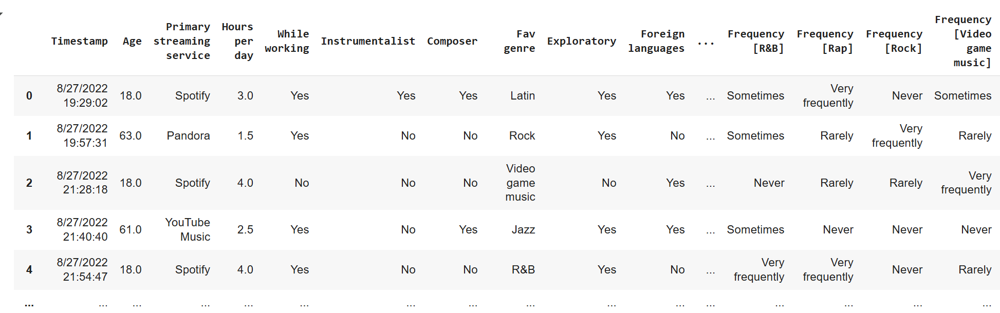 Timestamp Age Primary streaming service Hours per day While working Instrumentalist Composer Fav genre Exploratory Foreign languages ... Frequency [R&B] Frequency [Rap] Frequency [Rock] Frequency [Video game music]
0 8/27/2022 19:29:02 18.0 Spotify 3.0 Yes Yes Yes Latin Yes Yes ... Sometimes Very frequently Never Sometimes
1 8/27/2022 19:57:31 63.0 Pandora 1.5 Yes No No Rock Yes No ... Sometimes Rarely Very frequently Rarely
2 8/27/2022 21:28:18 18.0 Spotify 4.0 No No No Video game music No Yes ... Never Rarely Rarely Very frequently
3 8/27/2022 21:40:40 61.0 YouTube Music 2.5 Yes No Yes Jazz Yes Yes ... Sometimes Never Never Never
4 8/27/2022 21:54:47 18.0 Spotify 4.0 Yes No No R&B Yes No ... Very frequently Very frequently Never Rarely
... ... ... ... ... ... ... ... ... ... ... ... ... ... ... ...